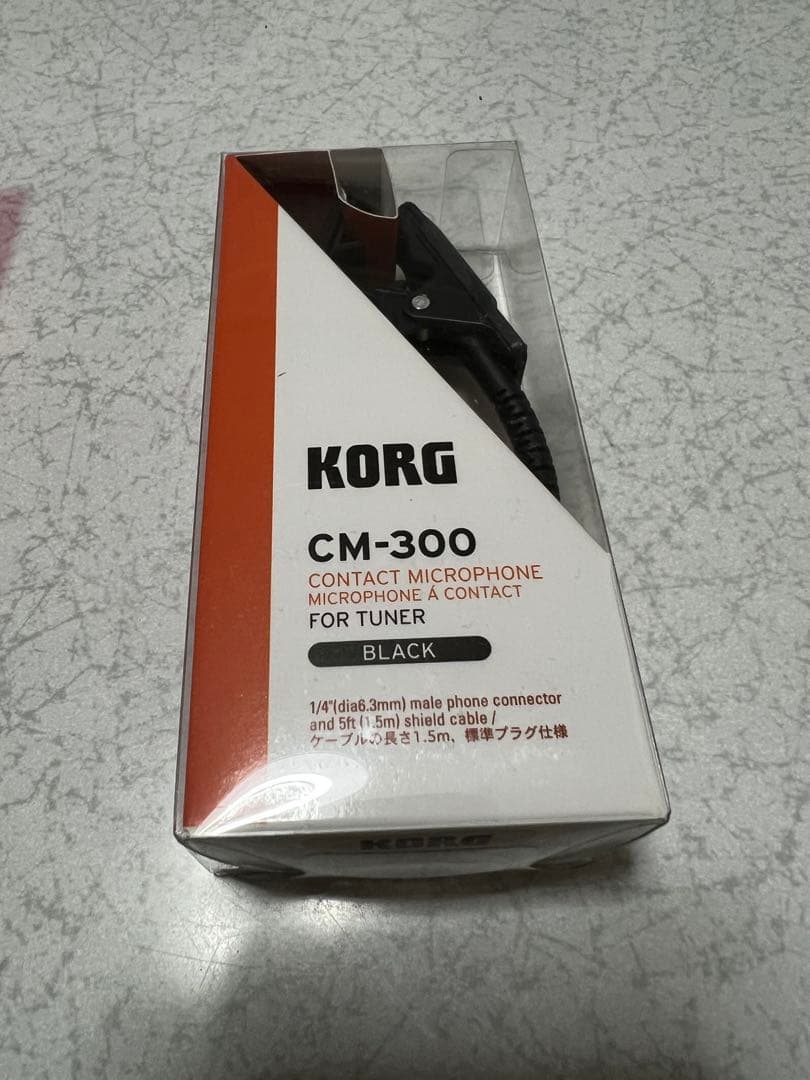 KORG
CM-300
CONTACT MICROPHONE
MICROPHONE Á CONTACT
FOR TUNER
BLACK
1/4"(dia6.3mm) male phone connector
and 5ft (1.5m) shield cable /
ケーブルの長さ1.5m、標準プラグ仕様
KORG